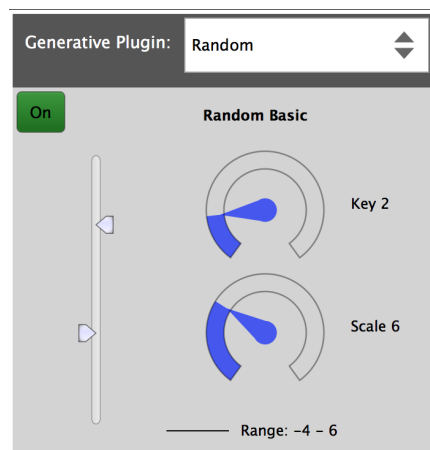 Generative Plugin: Random
On
Random Basic
Key 2
Scale 6
Range: -4 - 6